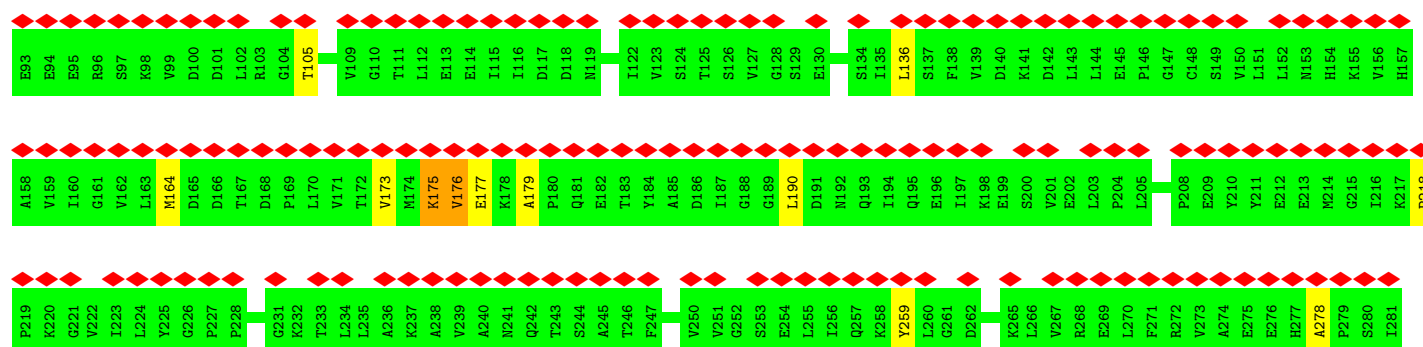 E93 E94 E95 R96 S97 K98 V99 D100 D101 L102 R103 G104 T105 V109 G110 T111 L112 E113 E114 I115 I116 D117 D118 N119 I122 V123 S124 T125 S126 V127 G128 S129 E130 S134 I135 L136 S137 F138 V139 D140 K141 D142 L143 L144 E145 P146 G147 C148 S149 V150 L151 L152 N153 H154 K155 V156 H157
A158 V159 I160 G161 V162 L163 M164 D165 D166 T167 D168 P169 L170 V171 T172 V173 M174 K175 V176 E177 K178 A179 P180 Q181 E182 T183 Y184 A185 D186 I187 G188 G189 L190 D191 N192 Q193 I194 Q195 E196 I197 K198 E199 S200 V201 E202 L203 P204 L205 P208 E209 Y210 Y211 E212 E213 M214 G215 I216 K217
P219 K220 G221 V222 I223 L224 Y225 G226 P227 P228 G231 K232 T233 L234 L235 A236 K237 A238 V239 A240 N241 Q242 T243 S244 A245 T246 F247 V250 V251 G252 S253 E254 L255 I256 Q257 K258 Y259 L260 G261 D262 K265 L266 V267 R268 E269 L270 F271 R272 V273 A274 E275 E276 H277 A278 P279 S280 I281